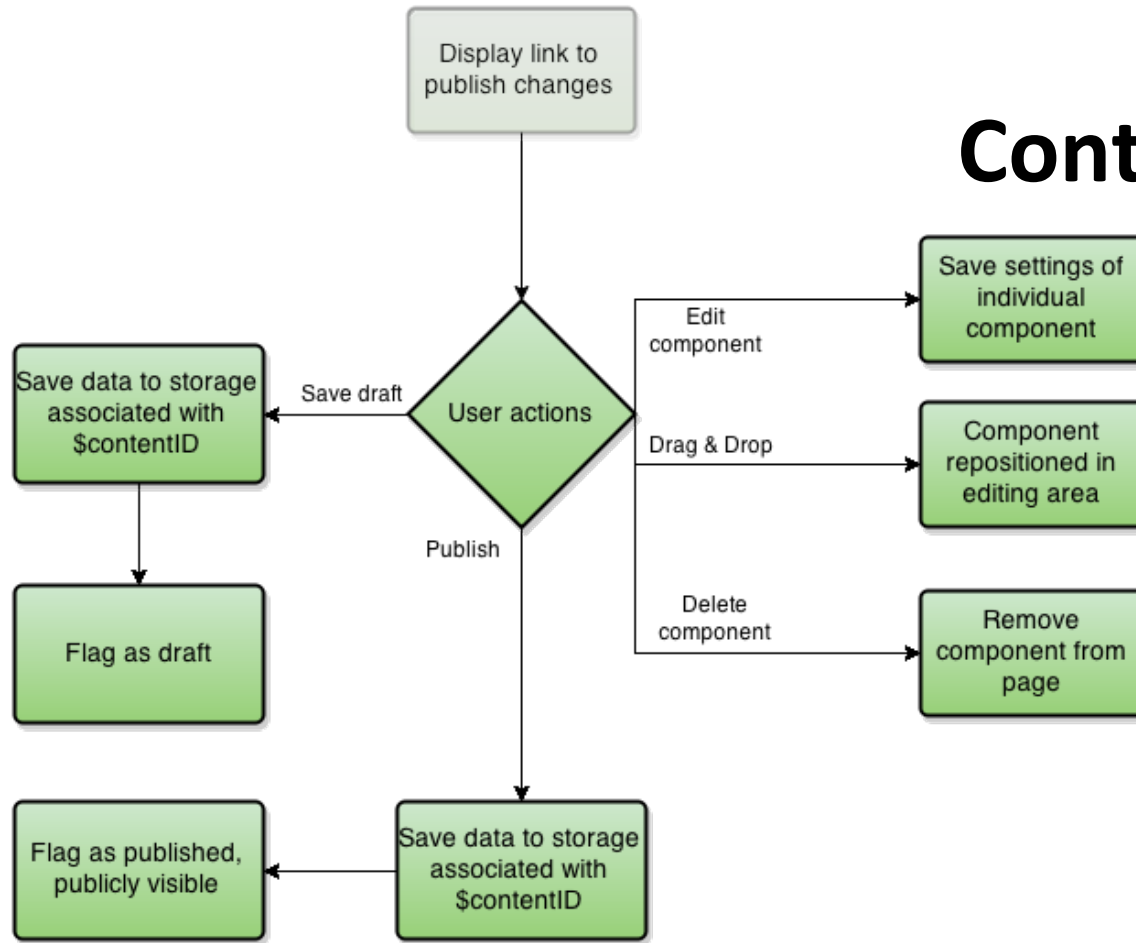 Display link to
publish changes
Cont
Save settings of
individual
component
Edit
component
Save data to storage
associated with
$contentID
Save draft
User actions
Drag & Drop
Component
repositioned in
editing area
Publish
Flag as draft
Delete
component
Remove
component from
page
Flag as published,
publicly visible
Save data to storage
associated with
$contentID